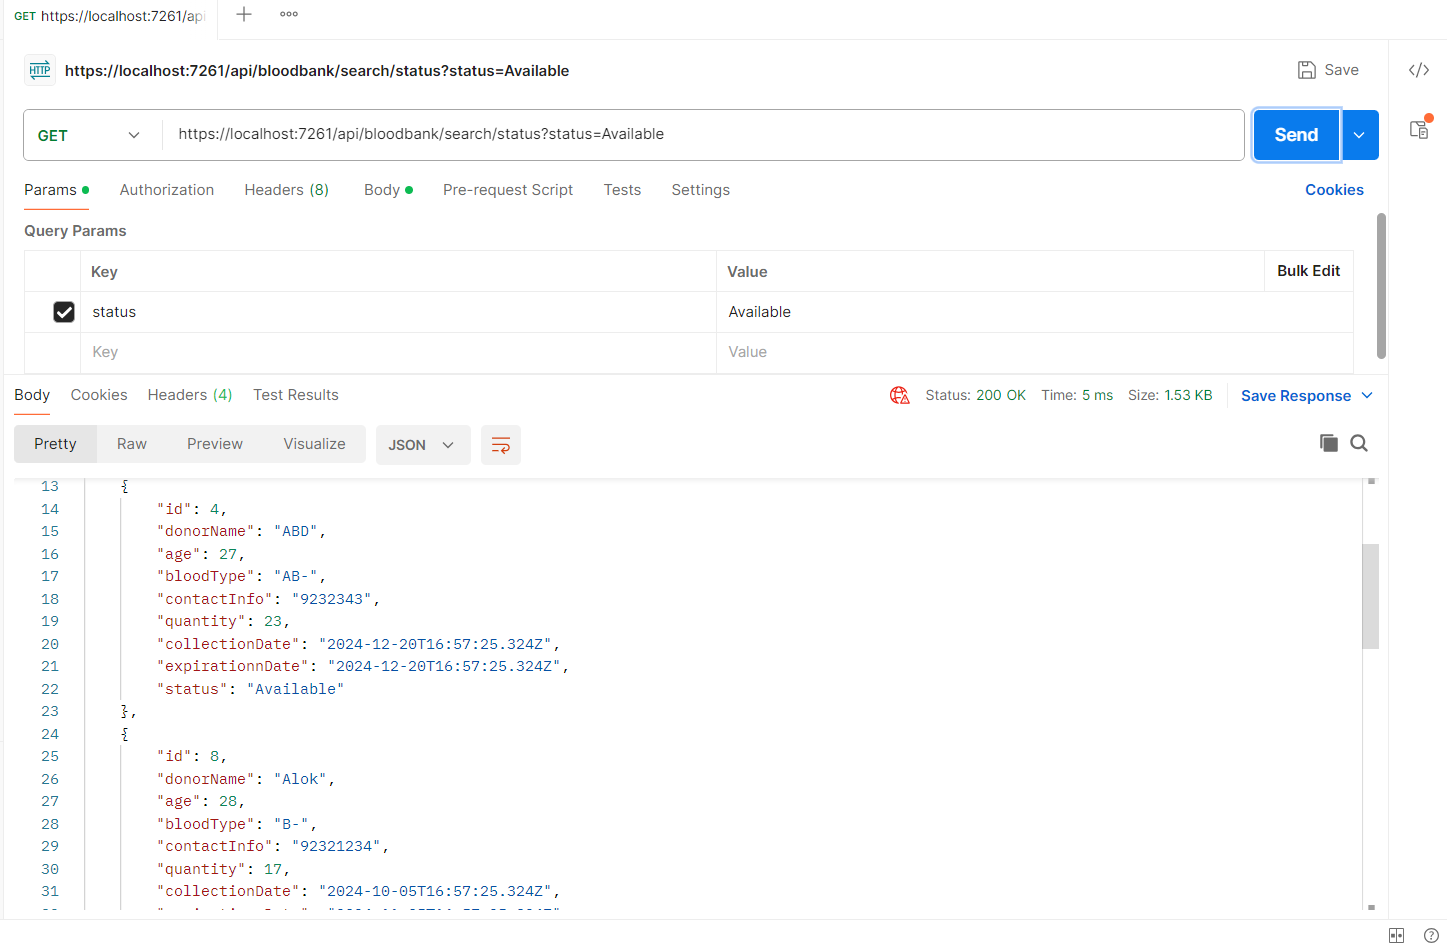 GET https://localhost:7261/api
HTTP https://localhost:7261/api/bloodbank/search/status?status=Available
Save
GET https://localhost:7261/api/bloodbank/search/status?status=Available
Send
Params Authorization Headers (8) Body Pre-request Script Tests Settings Cookies
Query Params
Key Value Bulk Edit
status Available
Key Value
Body Cookies Headers (4) Test Results Status: 200 OK Time: 5 ms Size: 1.53 KB Save Response
Pretty Raw Preview Visualize JSON
13 {
14 "id": 4,
15 "donorName": "ABD",
16 "age": 27,
17 "bloodType": "AB-",
18 "contactInfo": "9232343",
19 "quantity": 23,
20 "collectionDate": "2024-12-20T16:57:25.324Z",
21 "expirationnDate": "2024-12-20T16:57:25.324Z",
22 "status": "Available"
23 },
24 {
25 "id": 8,
26 "donorName": "Alok",
27 "age": 28,
28 "bloodType": "B-",
29 "contactInfo": "92321234",
30 "quantity": 17,
31 "collectionDate": "2024-10-05T16:57:25.324Z",